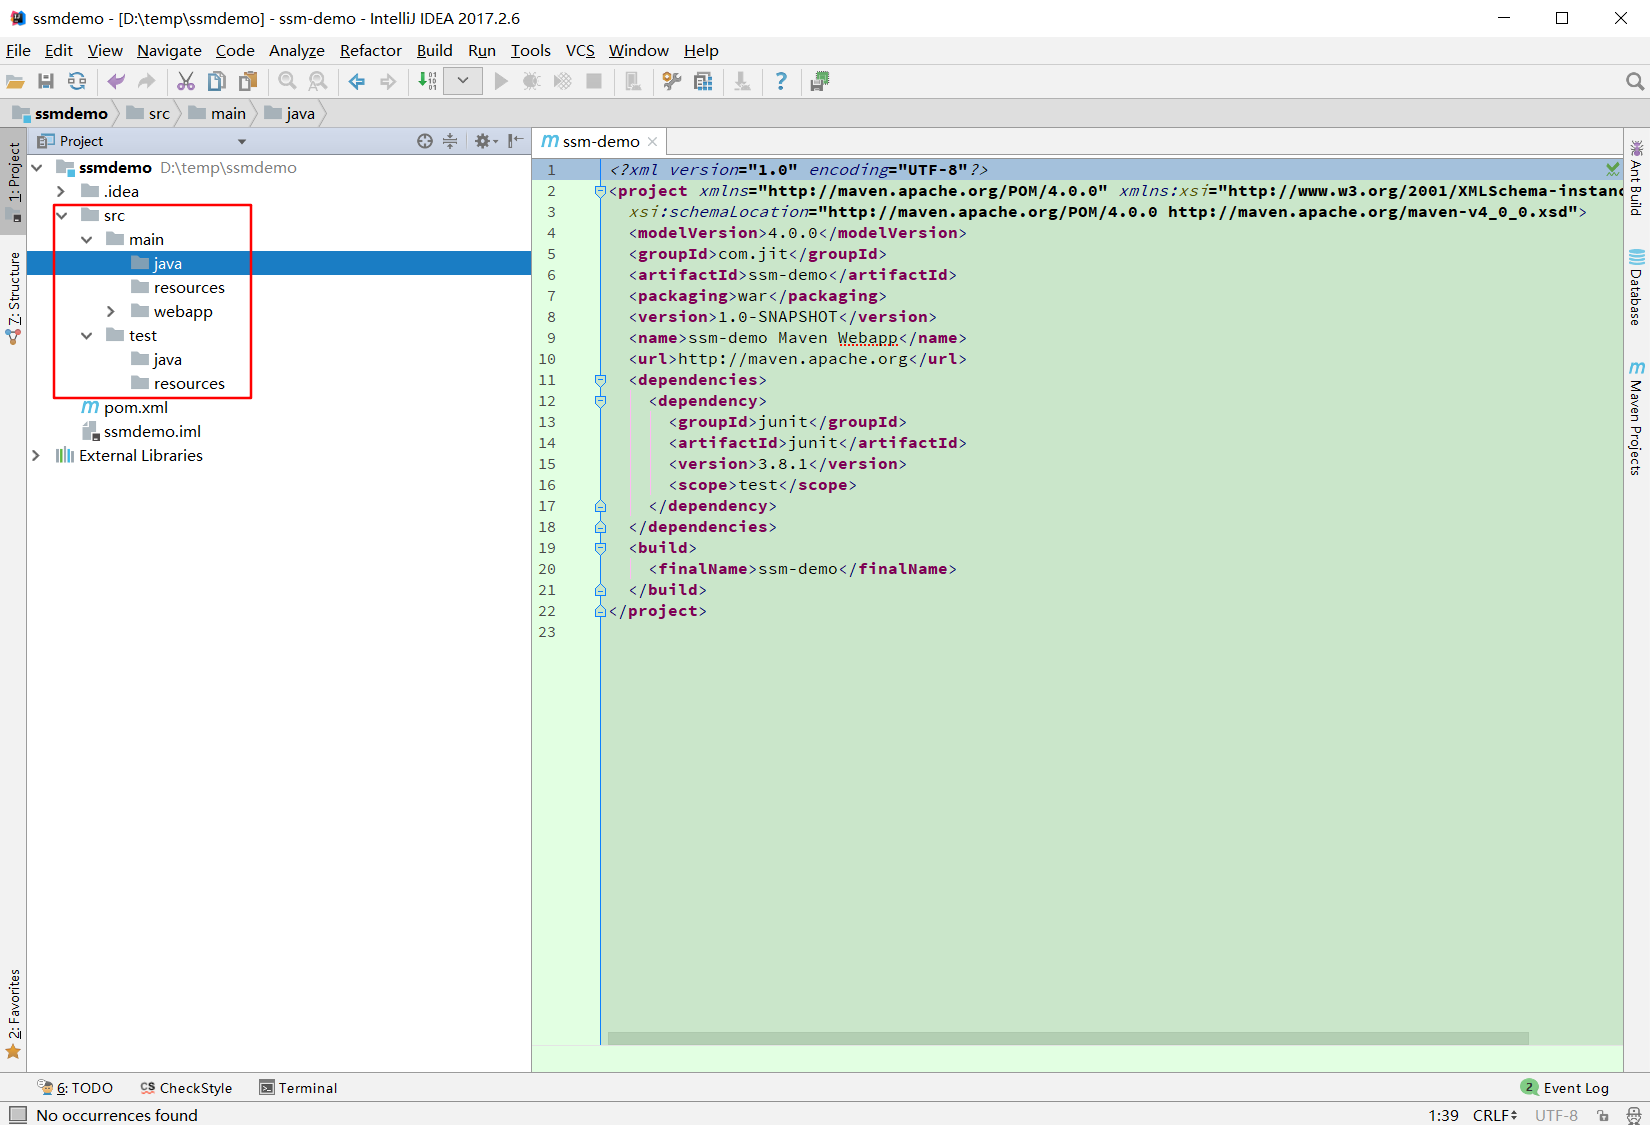 ssmdemo - [D:\temp\ssmdemo] - ssm-demo - IntelliJ IDEA 2017.2.6
File Edit View Navigate Code Analyze Refactor Build Run Tools VCS Window Help
ssmdemo src main java
Project
ssm-demo
1: Project
Z: Structure
2: Favorites
ssmdemo D:\temp\ssmdemo
.idea
src
main
java
resources
webapp
test
java
resources
pom.xml
ssmdemo.iml
External Libraries
1 <?xml version="1.0" encoding="UTF-8"?>
2 <project xmlns="http://maven.apache.org/POM/4.0.0" xmlns:xsi="http://www.w3.org/2001/XMLSchema-instanc
3 xsi:schemaLocation="http://maven.apache.org/POM/4.0.0 http://maven.apache.org/maven-v4_0_0.xsd">
4 <modelVersion>4.0.0</modelVersion>
5 <groupId>com.jit</groupId>
6 <artifactId>ssm-demo</artifactId>
7 <packaging>war</packaging>
8 <version>1.0-SNAPSHOT</version>
9 <name>ssm-demo Maven Webapp</name>
10 <url>http://maven.apache.org</url>
11 <dependencies>
12 <dependency>
13 <groupId>junit</groupId>
14 <artifactId>junit</artifactId>
15 <version>3.8.1</version>
16 <scope>test</scope>
17 </dependency>
18 </dependencies>
19 <build>
20 <finalName>ssm-demo</finalName>
21 </build>
22 </project>
23
Ant Build
Database
m Maven Projects
6: TODO CS CheckStyle Terminal 2 Event Log
No occurrences found 1:39 CRLF UTF-8